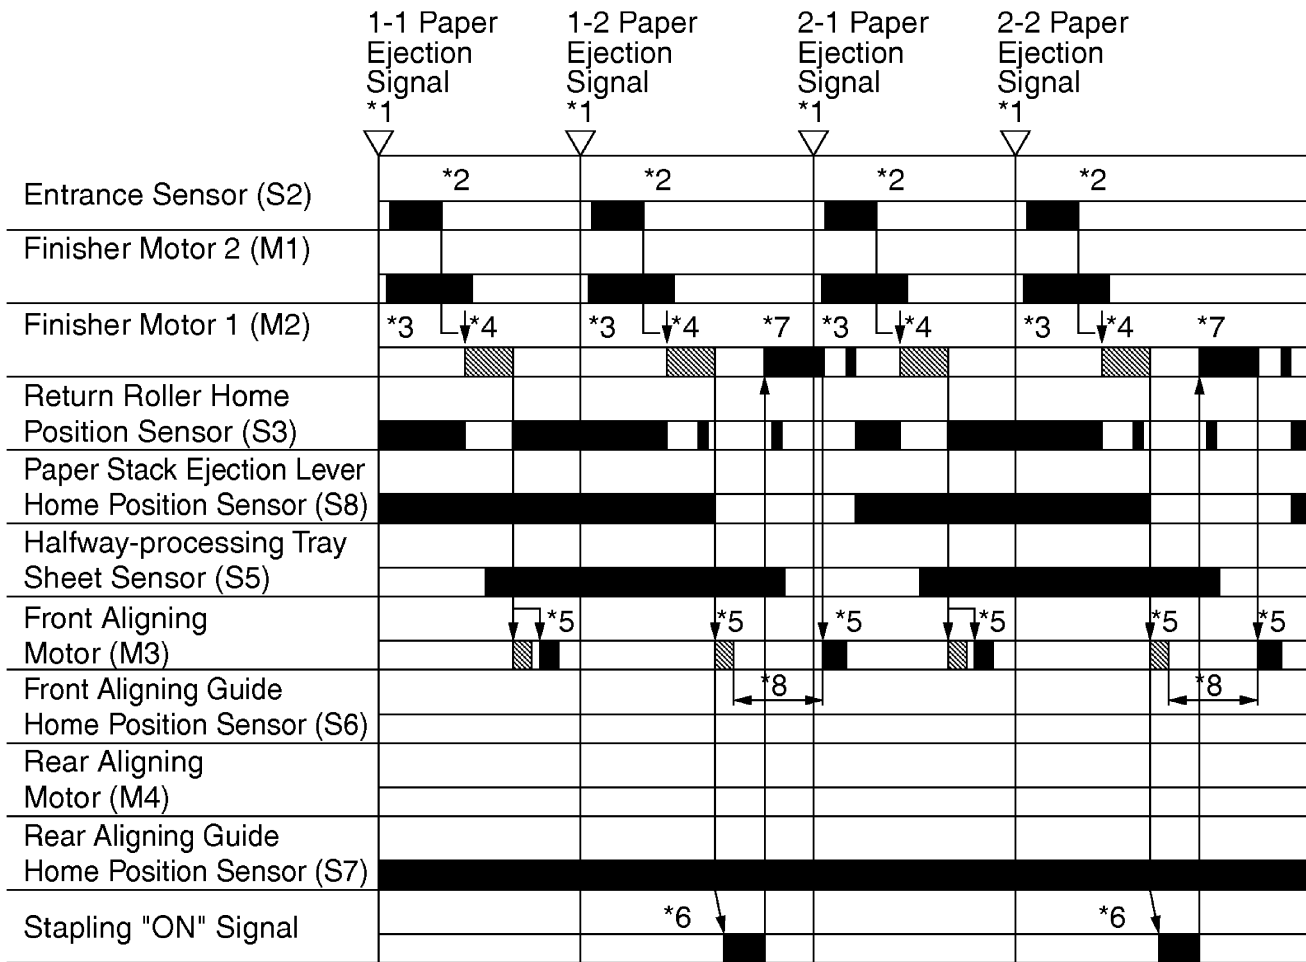 1-1 Paper Ejection Signal *1
1-2 Paper Ejection Signal *1
2-1 Paper Ejection Signal *1
2-2 Paper Ejection Signal *1
Entrance Sensor (S2)
*2 *2 *2 *2
Finisher Motor 2 (M1)
Finisher Motor 1 (M2)
*3 *4 *3 *4 *7 *3 *4 *3 *4 *7
Return Roller Home
Position Sensor (S3)
Paper Stack Ejection Lever
Home Position Sensor (S8)
Halfway-processing Tray
Sheet Sensor (S5)
Front Aligning
Motor (M3)
*5 *5 *5 *5 *5 *5
Front Aligning Guide
Home Position Sensor (S6)
*8 *8
Rear Aligning
Motor (M4)
Rear Aligning Guide
Home Position Sensor (S7)
Stapling "ON" Signal
*6 *6